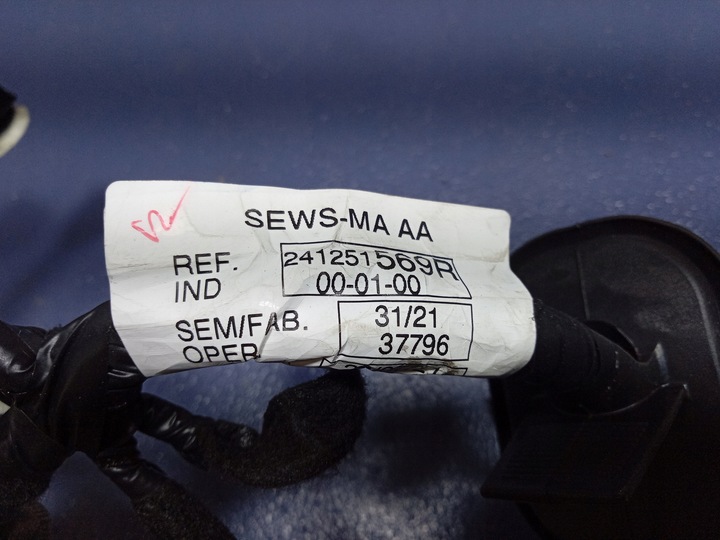 SEWS-MA AA
REF. 241251569R
IND 00-01-00
SEM/FAB. 31/21
OPER. 37796